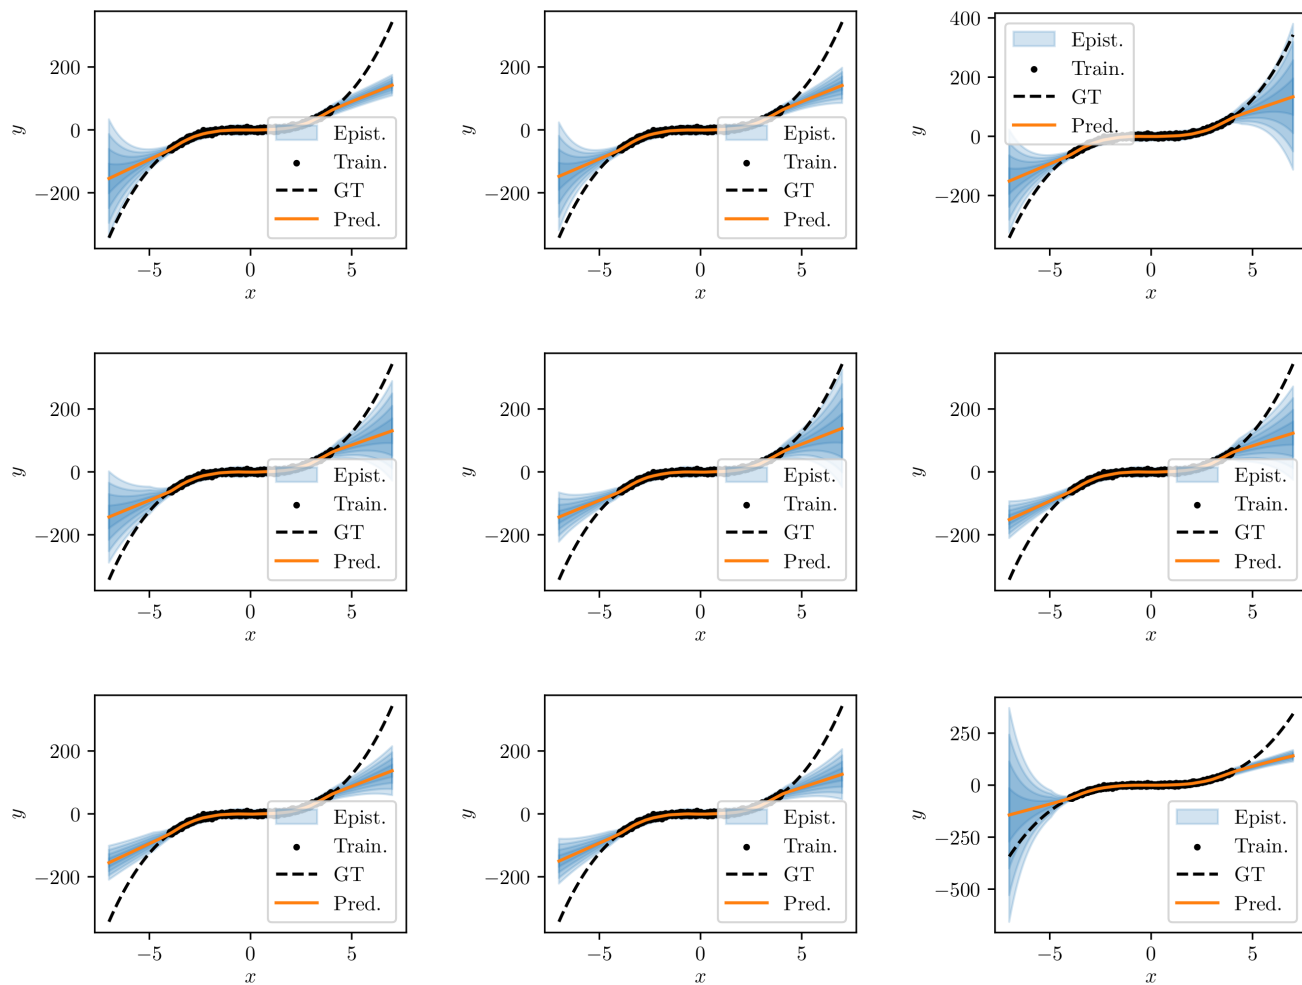 200
0
−200
y
−5
0
5
x
Epist.
Train.
GT
Pred.
200
0
−200
y
−5
0
5
x
Epist.
Train.
GT
Pred.
400
200
0
−200
y
−5
0
5
x
Epist.
Train.
GT
Pred.
200
0
−200
y
−5
0
5
x
Epist.
Train.
GT
Pred.
200
0
−200
y
−5
0
5
x
Epist.
Train.
GT
Pred.
200
0
−200
y
−5
0
5
x
Epist.
Train.
GT
Pred.
200
0
−200
y
−5
0
5
x
Epist.
Train.
GT
Pred.
200
0
−200
y
−5
0
5
x
Epist.
Train.
GT
Pred.
250
0
−250
−500
y
−5
0
5
x
Epist.
Train.
GT
Pred.